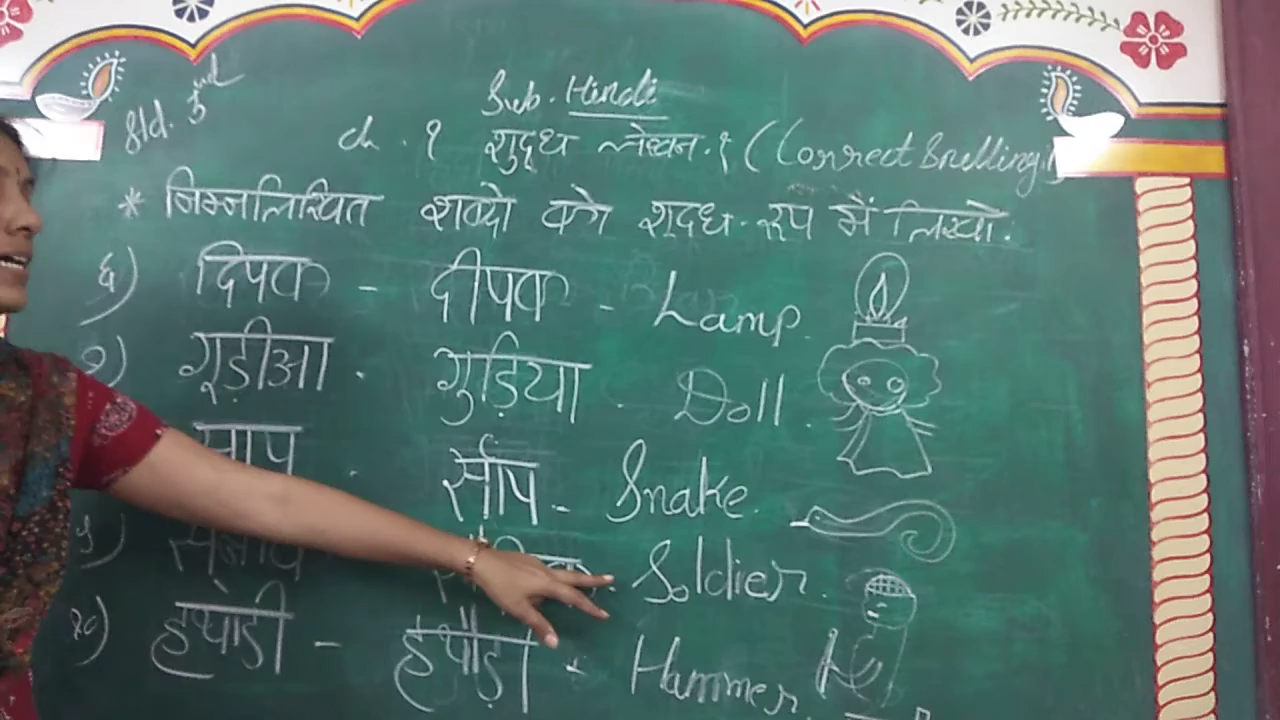 Std. 3rd
Sub. Hindi
ch. १ शुद्ध लेखन.१ (Correct Spelling.)
* निम्नलिखित शब्दो को शुद्ध रूप में लिखो.
६) दिपक - दीपक - Lamp.
गूड़ीआ . गुड़िया . Doll.
साप . साँप - Snake.
Soldier.
१०) हथोडी - हथौड़ा - Hammer.